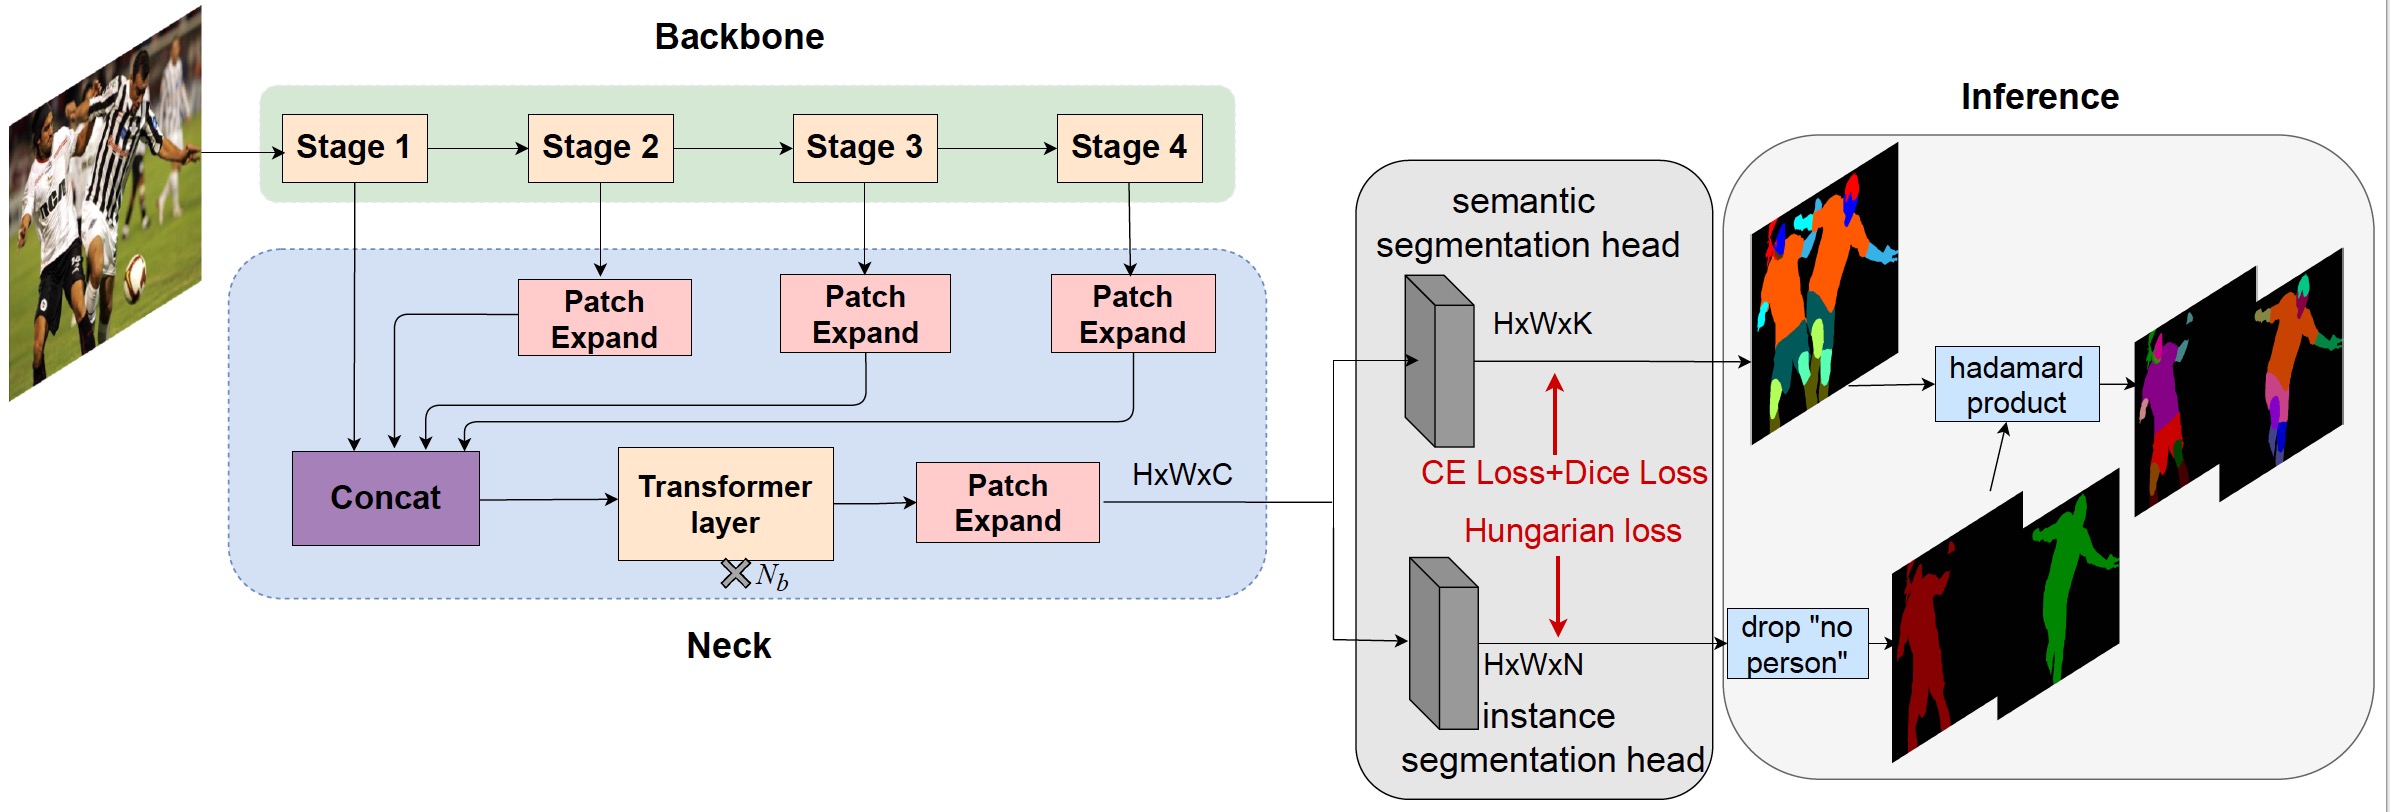 Backbone
Inference
Stage 1
Stage 2
Stage 3
Stage 4
RCA
Patch
Expand
Patch
Expand
Patch
Expand
Concat
Transformer
layer
N_b
Patch
Expand
HxWxC
Neck
semantic
segmentation head
HxWxK
CE Loss+Dice Loss
Hungarian loss
HxWxN
instance
segmentation head
hadamard
product
drop "no
person"